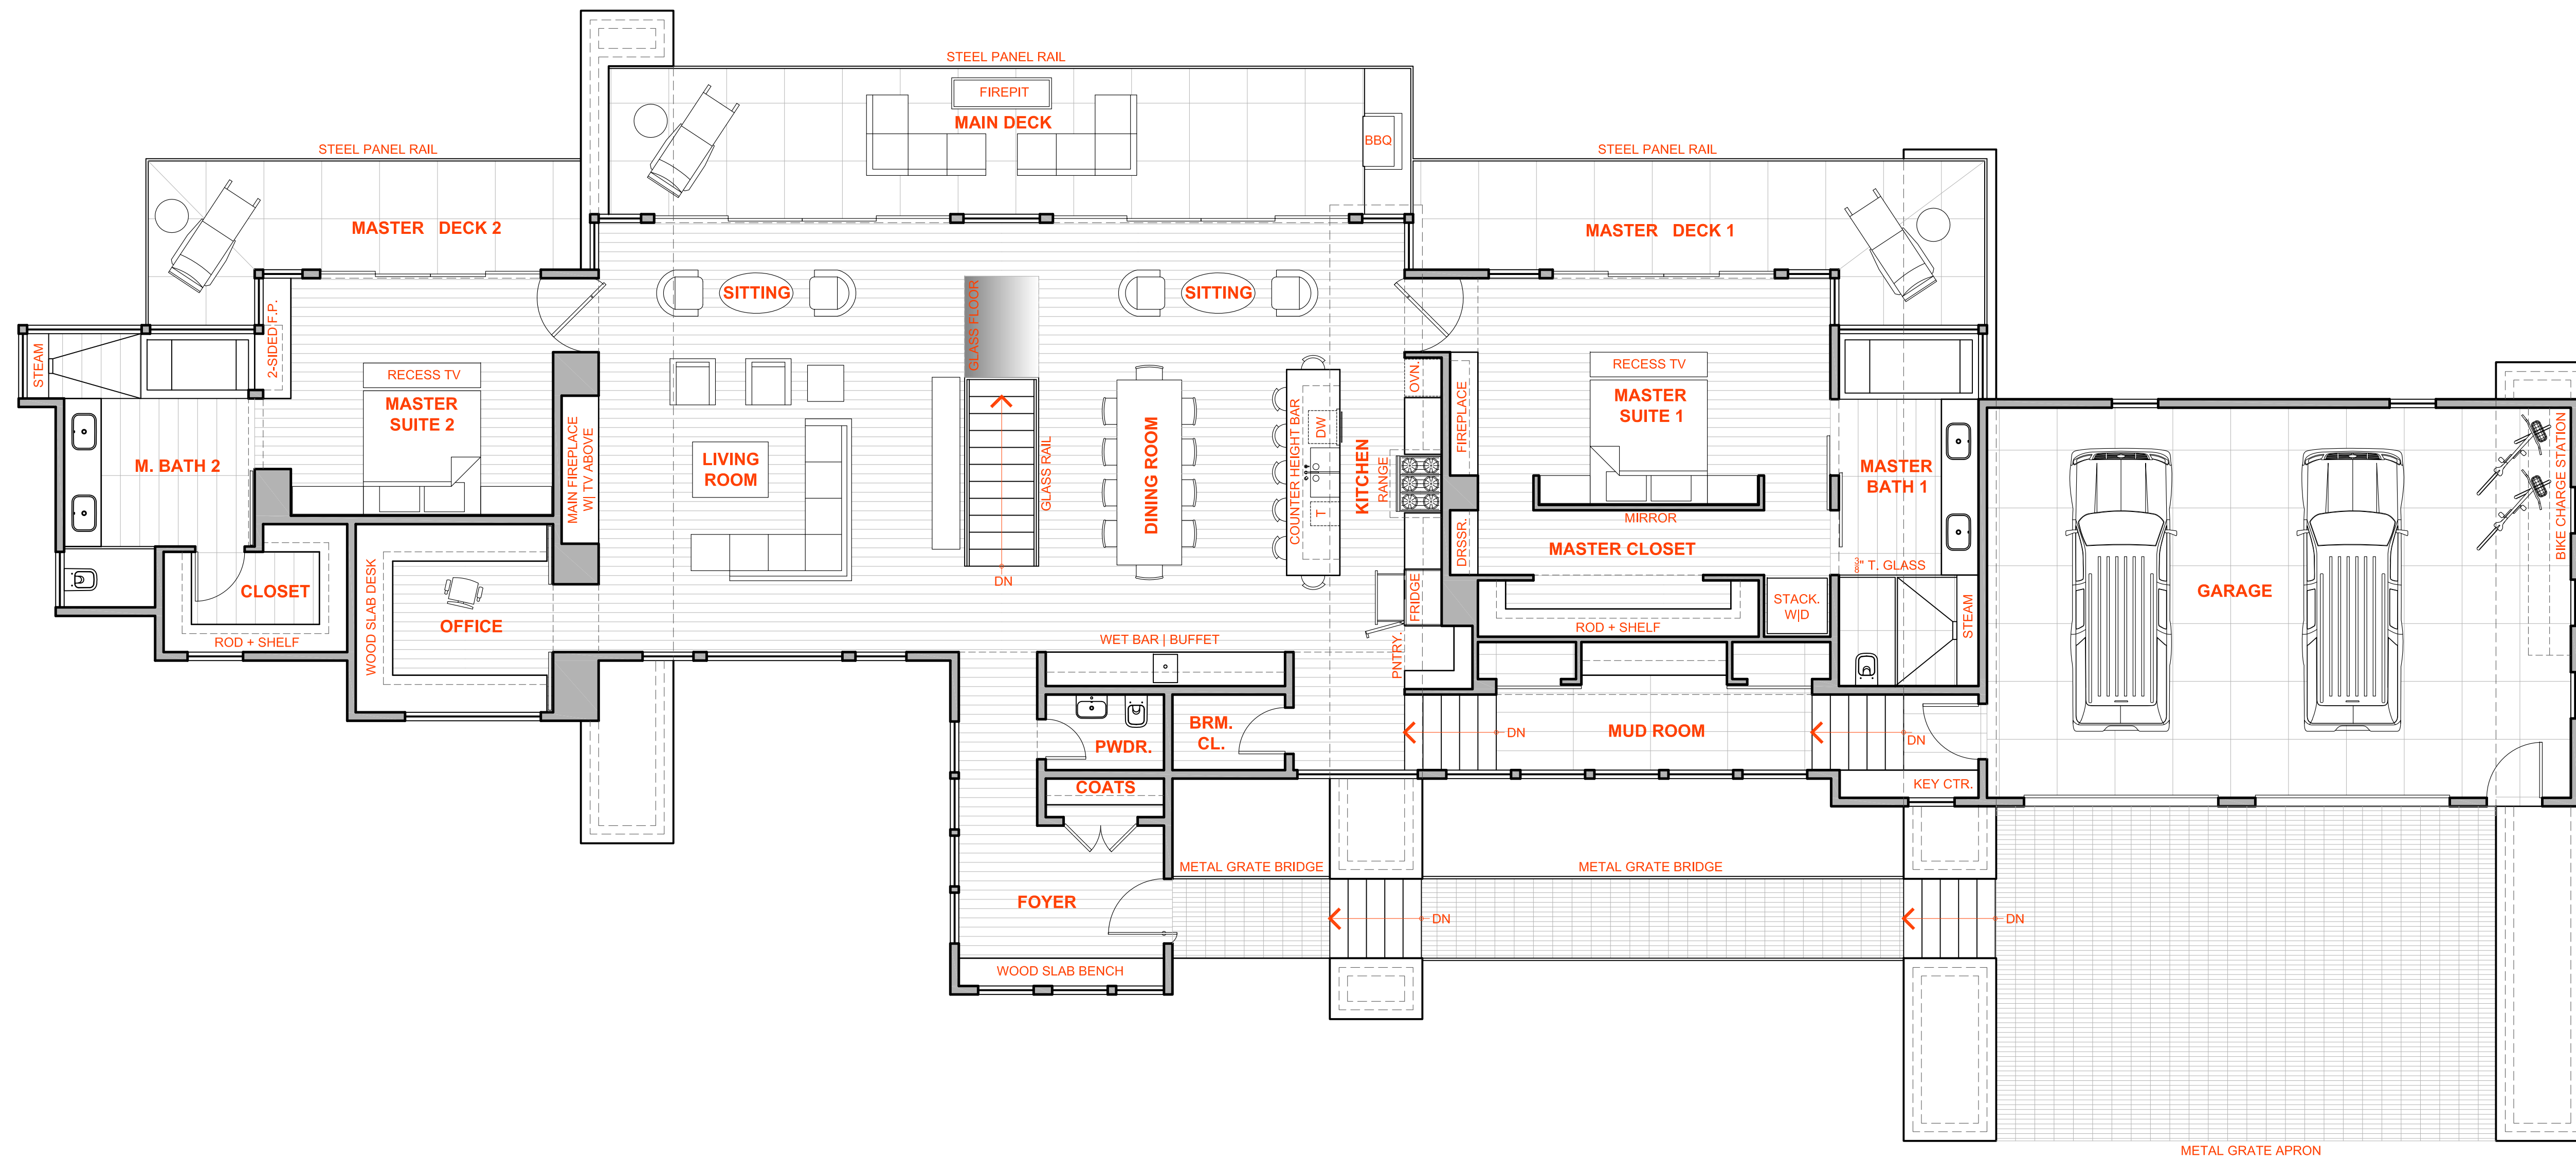 STEEL PANEL RAIL
FIREPIT
MAIN DECK
BBQ
STEEL PANEL RAIL
STEEL PANEL RAIL
MASTER DECK 2
MASTER DECK 1
SITTING
SITTING
GLASS FLOOR
2-SIDED F.P.
STEAM
RECESS TV
MASTER
SUITE 2
M. BATH 2
MAIN FIREPLACE
W| TV ABOVE
LIVING
ROOM
GLASS RAIL
DN
DINING ROOM
COUNTER HEIGHT BAR
DW
T
KITCHEN
RANGE
OVN.
FRIDGE
PNTRY.
FIREPLACE
RECESS TV
MASTER
SUITE 1
MIRROR
DRSSR.
MASTER CLOSET
ROD + SHELF
STACK.
W|D
MASTER
BATH 1
3/8" T. GLASS
STEAM
GARAGE
BIKE CHARGE STATION
CLOSET
ROD + SHELF
WOOD SLAB DESK
OFFICE
WET BAR | BUFFET
PWDR.
BRM.
CL.
COATS
DN
MUD ROOM
DN
KEY CTR.
FOYER
METAL GRATE BRIDGE
METAL GRATE BRIDGE
DN
DN
WOOD SLAB BENCH
METAL GRATE APRON